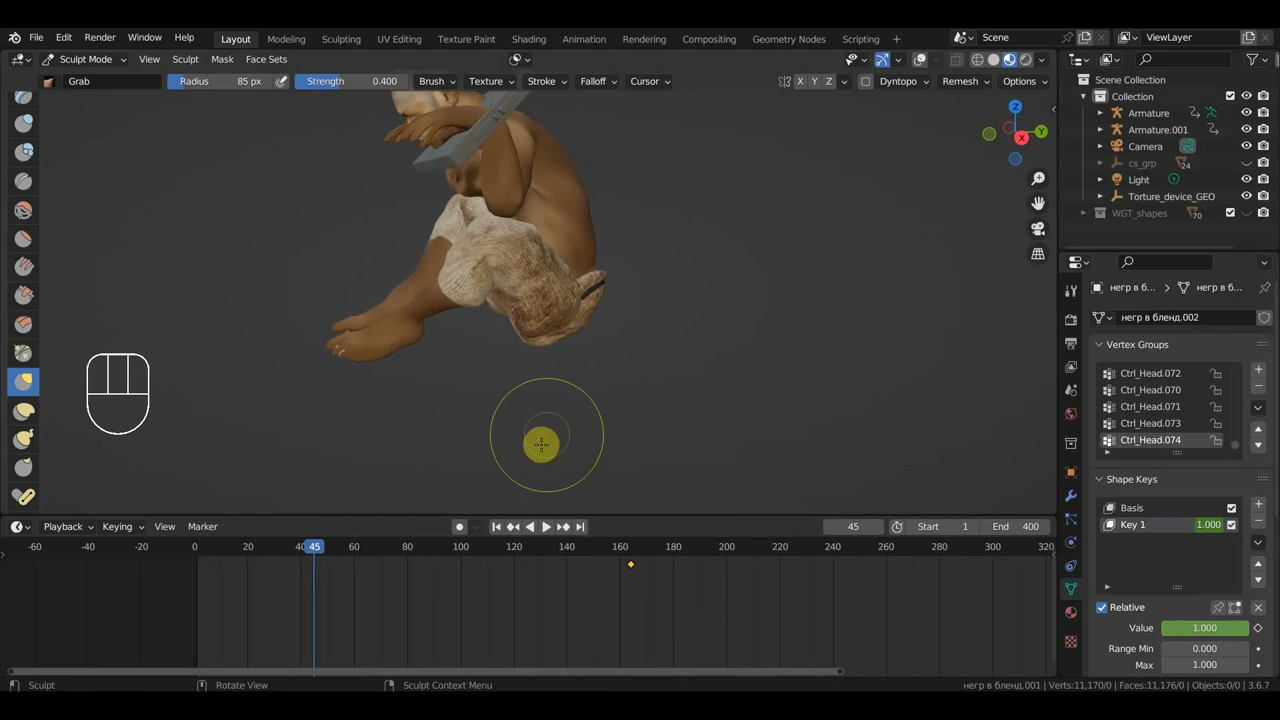 File Edit Render Window Help Layout Modeling Sculpting UV Editing Texture Paint Shading Animation Rendering Compositing Geometry Nodes Scripting Scene ViewLayer
Sculpt Mode View Sculpt Mask Face Sets
Grab Radius 85 px Strength 0.400 Brush Texture Stroke Falloff Cursor X Y Z Dyntopo Remesh Options
Scene Collection
Collection
Armature
Armature.001
Camera
cs_grp 24
Light
Torture_device_GEO
WGT_shapes 70
Z
Y
X
негр в б... негр в б...
негр в бленд.002
Vertex Groups
Ctrl_Head.072
Ctrl_Head.070
Ctrl_Head.071
Ctrl_Head.073
Ctrl_Head.074
Shape Keys
Basis
Key 1 1.000
Relative
Value 1.000
Range Min 0.000
Max 1.000
Playback Keying View Marker 45 Start 1 End 400
-60 -40 -20 0 20 40 45 60 80 100 120 140 160 180 200 220 240 260 280 300 320
Sculpt Rotate View Sculpt Context Menu негр в бленд.001 | Verts:11,170/0 | Faces:11,176/0 | Objects:0/0 | 3.6.7